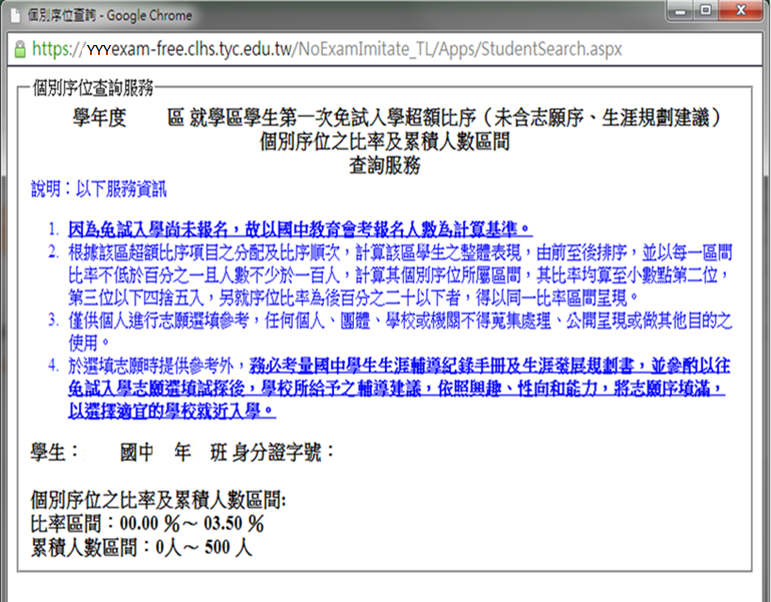 個別序位查詢 - Google Chrome
https://YYYexam-free.clhs.tyc.edu.tw/NoExamImitate_TL/Apps/StudentSearch.aspx
個別序位查詢服務
學年度 區 就學區學生第一次免試入學超額比序（未含志願序、生涯規劃建議）
個別序位之比率及累積人數區間
查詢服務
說明：以下服務資訊
1. 因為免試入學尚未報名，故以國中教育會考報名人數為計算基準。
2. 根據該區超額比序項目之分配及比序順次，計算該區學生之整體表現，由前至後排序，並以每一區間
比率不低於百分之一且人數不少於一百人，計算其個別序位所屬區間，其比率均算至小數點第二位，
第三位以下四捨五入，另就序位比率為後百分之二十以下者，得以同一比率區間呈現。
3. 僅供個人進行志願選填參考，任何個人、團體、學校或機關不得蒐集處理、公開呈現或做其他目的之
使用。
4. 於選填志願時提供參考外，務必考量國中學生生涯輔導紀錄手冊及生涯發展規劃書，並參酌以往
免試入學志願選填試探後，學校所給予之輔導建議，依照興趣、性向和能力，將志願序填滿，
以選擇適宜的學校就近入學。
學生： 國中 年 班 身分證字號：
個別序位之比率及累積人數區間:
比率區間：00.00 %～ 03.50 %
累積人數區間：0人～ 500 人